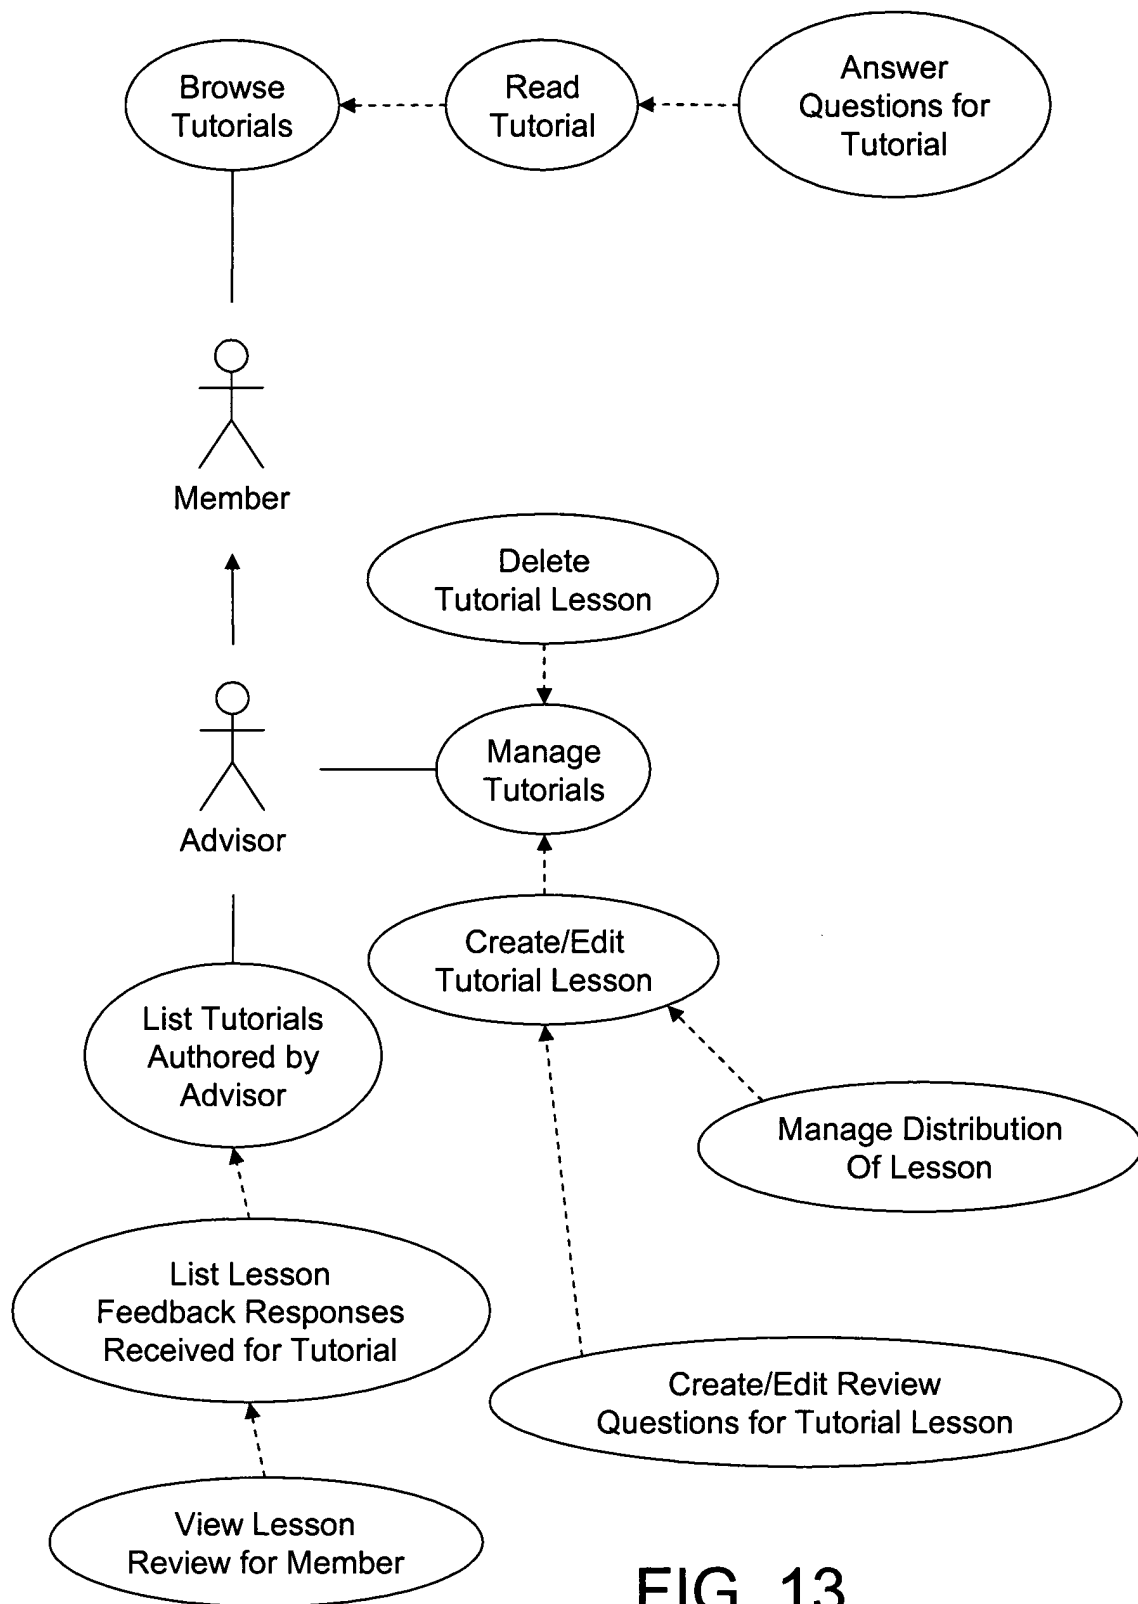 Browse
Tutorials
Read
Tutorial
Answer
Questions for
Tutorial
Member
Delete
Tutorial Lesson
Manage
Tutorials
Advisor
Create/Edit
Tutorial Lesson
List Tutorials
Authored by
Advisor
Manage Distribution
Of Lesson
List Lesson
Feedback Responses
Received for Tutorial
Create/Edit Review
Questions for Tutorial Lesson
View Lesson
Review for Member
FIG. 13